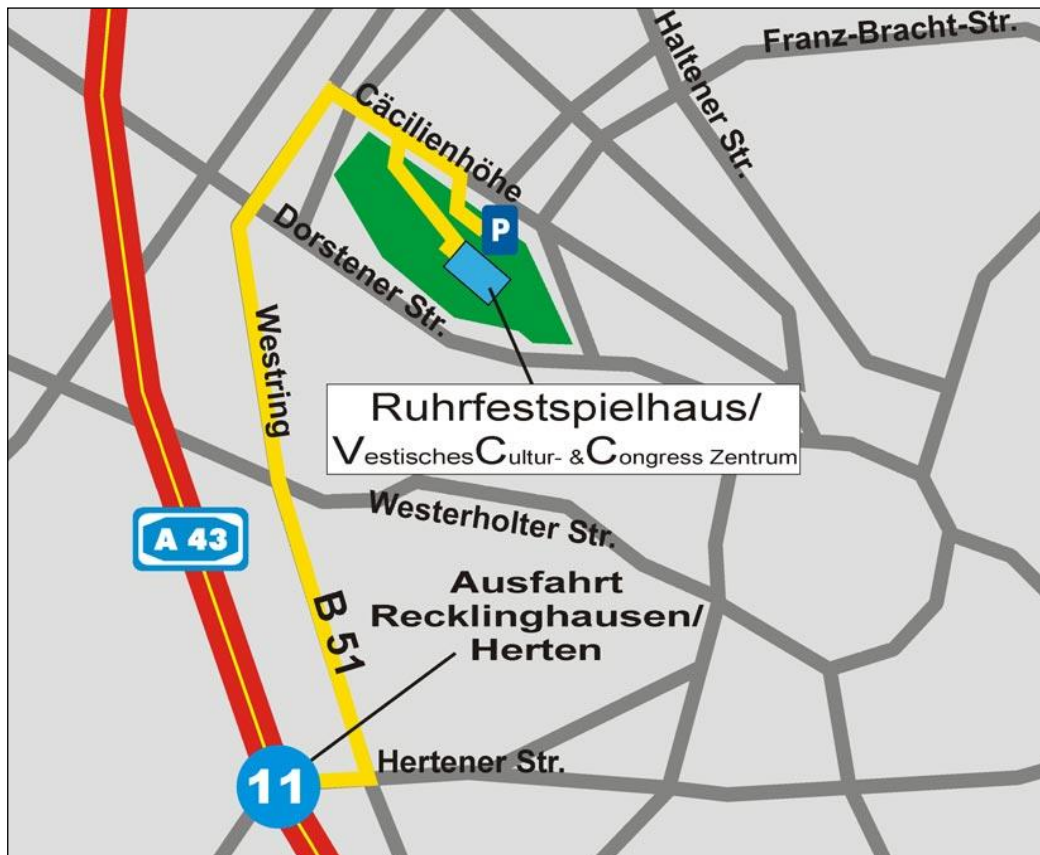 Franz-Bracht-Str.
Haltener Str.
Cäcilienhöhe
P
Dorstener Str.
Westring
Ruhrfestspielhaus/
VestischesCultur- &Congress Zentrum
Westerholter Str.
A 43
Ausfahrt
Recklinghausen/
Herten
B 51
Hertener Str.
11